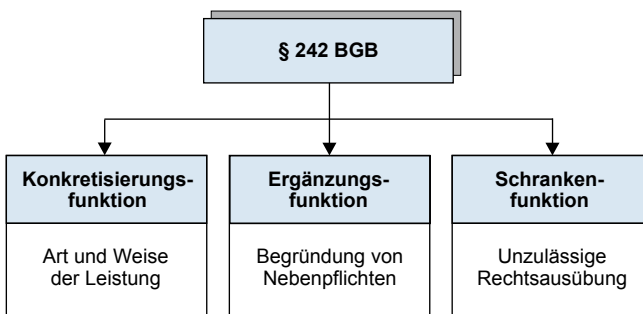 § 242 BGB
Konkretisierungs-
funktion
Art und Weise
der Leistung
Ergänzungs-
funktion
Begründung von
Nebenpflichten
Schranken-
funktion
Unzulässige
Rechtsausübung